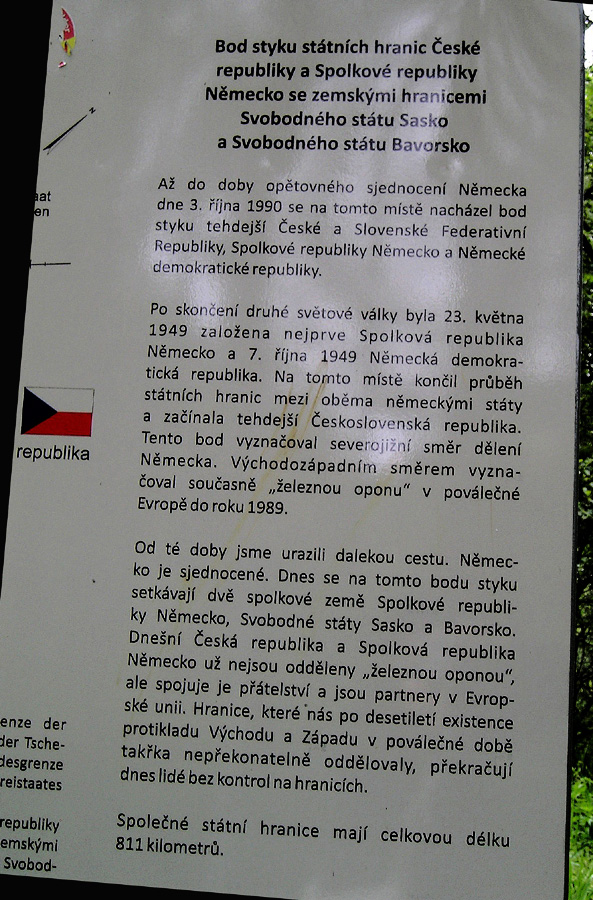 Bod styku státních hranic České
republiky a Spolkové republiky
Německo se zemskými hranicemi
Svobodného státu Sasko
a Svobodného státu Bavorsko
Až do doby opětovného sjednocení Německa
dne 3. října 1990 se na tomto místě nacházel bod
styku tehdejší České a Slovenské Federativní
Republiky, Spolkové republiky Německo a Německé
demokratické republiky.
Po skončení druhé světové války byla 23. května
1949 založena nejprve Spolková republika
Německo a 7. října 1949 Německá demokra-
tická republika. Na tomto místě končil průběh
státních hranic mezi oběma německými státy
a začínala tehdejší Československá republika.
Tento bod vyznačoval severojižní směr dělení
Německa. Východozápadním směrem vyzna-
čoval současně „železnou oponu“ v poválečné
Evropě do roku 1989.
Od té doby jsme urazili dalekou cestu. Němec-
ko je sjednocené. Dnes se na tomto bodu styku
setkávají dvě spolkové země Spolkové republi-
ky Německo, Svobodné státy Sasko a Bavorsko.
Dnešní Česká republika a Spolková republika
Německo už nejsou odděleny „železnou oponou“,
ale spojuje je přátelství a jsou partnery v Evrop-
ské unii. Hranice, které nás po desetiletí existence
protikladu Východu a Západu v poválečné době
takřka nepřekonatelně oddělovaly, překračují
dnes lidé bez kontrol na hranicích.
Společné státní hranice mají celkovou délku
811 kilometrů.
N
aat
en
republika
enze der
der Tsche-
desgrenze
reistaates
republiky
emskými
Svobod-